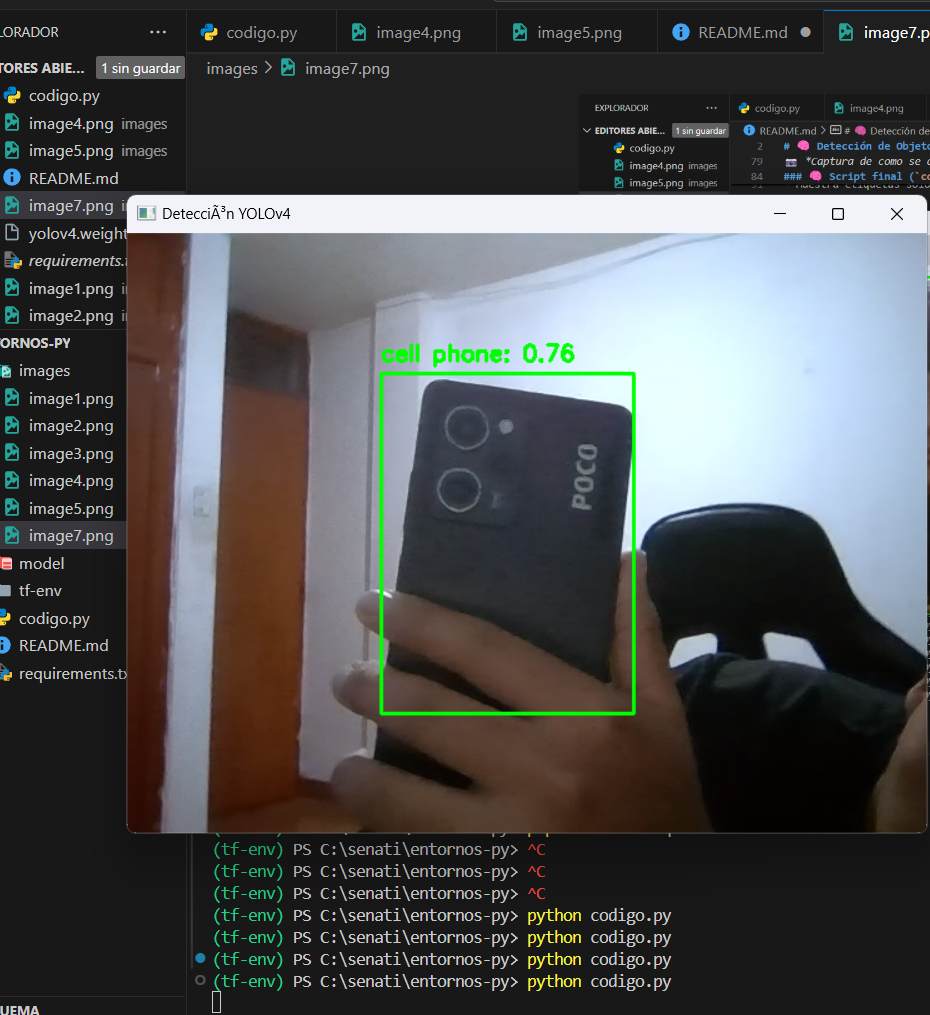 LORADOR ···
codigo.py
image4.png
image5.png
README.md
image7.p
TORES ABIE... 1 sin guardar
images > image7.png
codigo.py
image4.png images
image5.png images
README.md
image7.png
yolov4.weight
requirements.
image1.png
image2.png
EXPLORADOR ···
codigo.py
image4.png
EDITORES ABIE... 1 sin guardar
README.md > # Detección de
codigo.py
image4.png images
image5.png images
2 # Detección de Objeto
79 *Captura de como se
84 ### Script final (`co
DetecciÃ³n YOLOv4
cell phone: 0.76
POCO
ORNOS-PY
images
image1.png
image2.png
image3.png
image4.png
image5.png
image7.png
model
tf-env
codigo.py
README.md
requirements.tx
(tf-env) PS C:\senati\entornos-py> ^C
(tf-env) PS C:\senati\entornos-py> ^C
(tf-env) PS C:\senati\entornos-py> ^C
(tf-env) PS C:\senati\entornos-py> python codigo.py
(tf-env) PS C:\senati\entornos-py> python codigo.py
(tf-env) PS C:\senati\entornos-py> python codigo.py
(tf-env) PS C:\senati\entornos-py> python codigo.py
UEMA